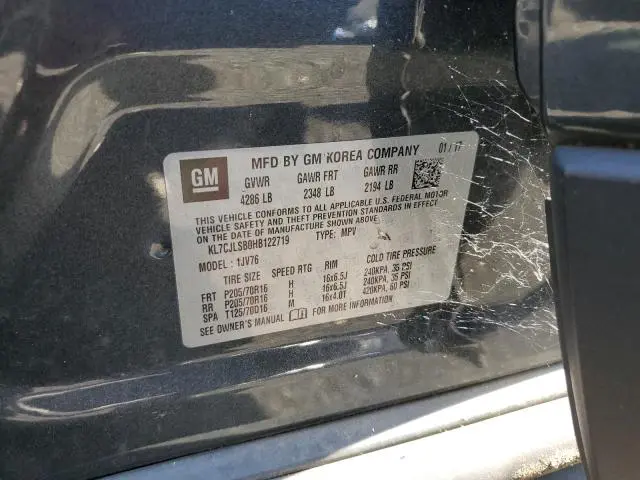 GM
MFD BY GM KOREA COMPANY 01/17
GVWR GAWR FRT GAWR RR
4286 LB 2348 LB 2194 LB
THIS VEHICLE CONFORMS TO ALL APPLICABLE U.S. FEDERAL MOTOR
VEHICLE SAFETY AND THEFT PREVENTION STANDARDS IN EFFECT ON
THE DATE OF MANUFACTURE SHOWN ABOVE.
KL7CJLSB0HB122719 TYPE: MPV
MODEL: 1JV76
TIRE SIZE SPEED RTG RIM COLD TIRE PRESSURE
FRT P205/70R16 H 16x6.5J 240KPA, 35 PSI
RR P205/70R16 H 16x6.5J 240KPA, 35 PSI
SPA T125/70D16 M 16x4.0T 420KPA, 60 PSI
SEE OWNER'S MANUAL FOR MORE INFORMATION